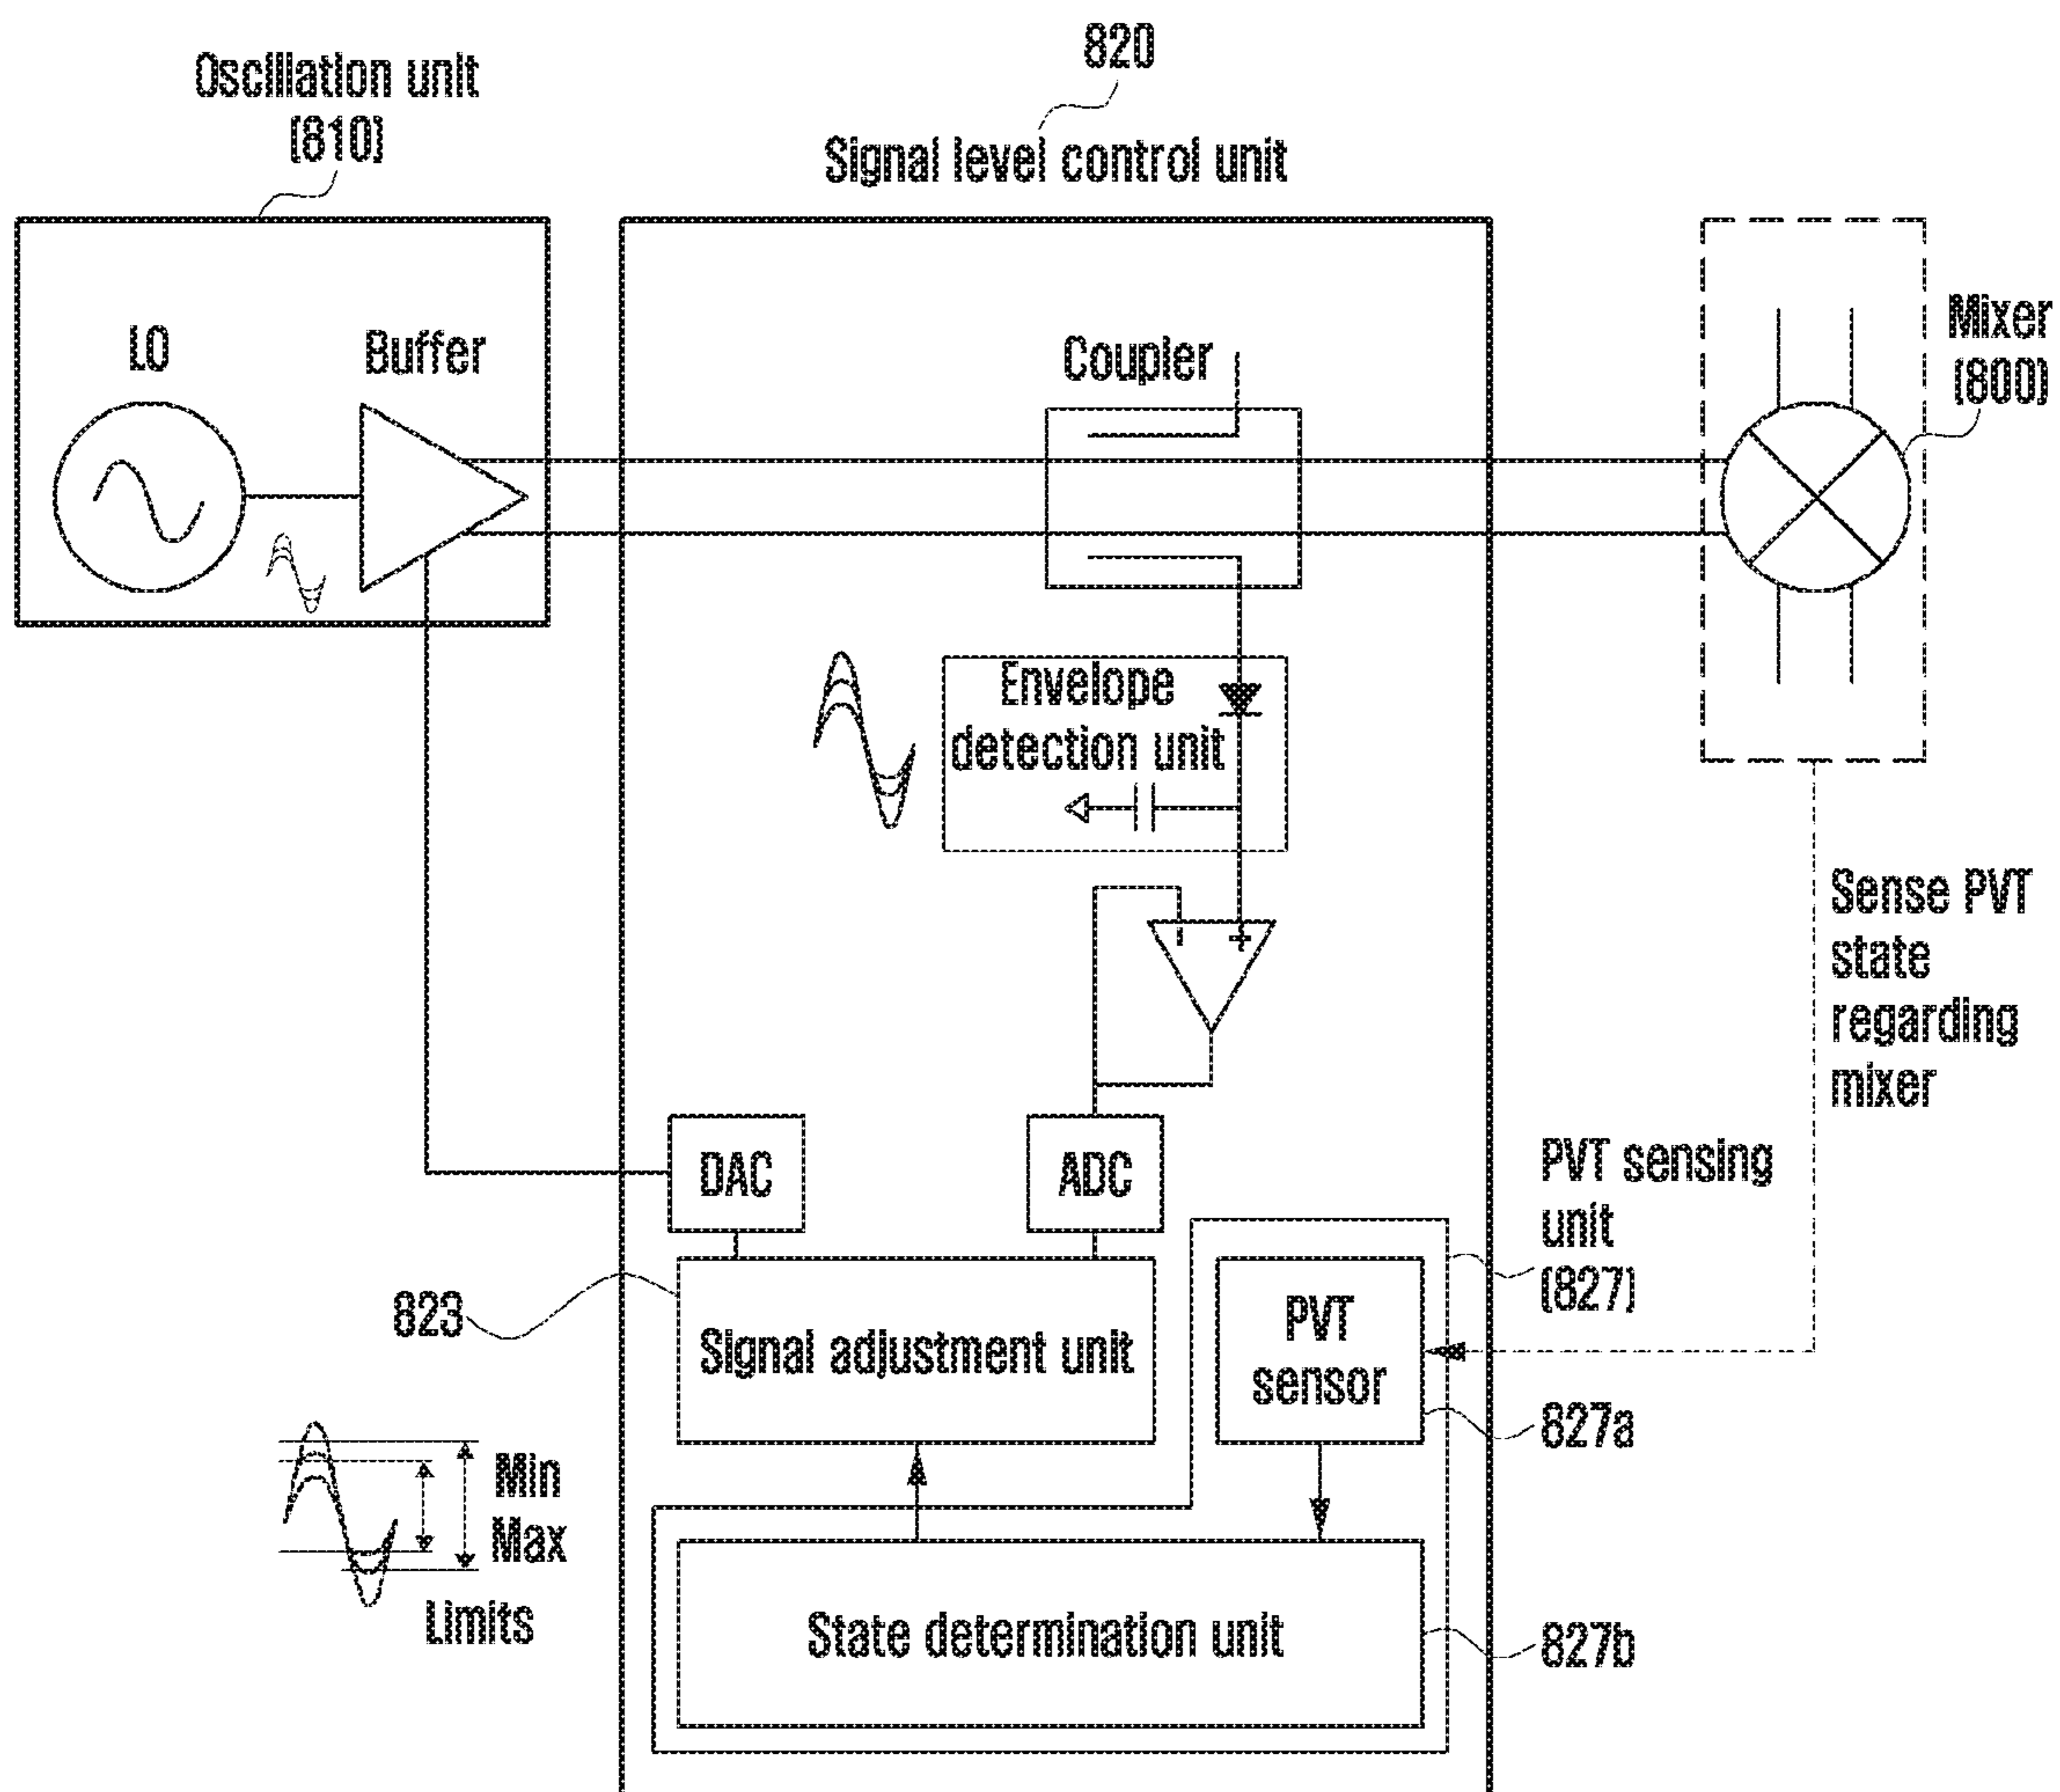 820
Oscillation unit
(810)
Signal level control unit
LO
Buffer
Coupler
Mixer
(800)
Envelope
detection unit
- +
Sense PVT
state
regarding
mixer
DAC
ADC
PVT sensing
unit
(827)
823
Signal adjustment unit
PVT
sensor
827a
Min
Max
Limits
State determination unit
827b